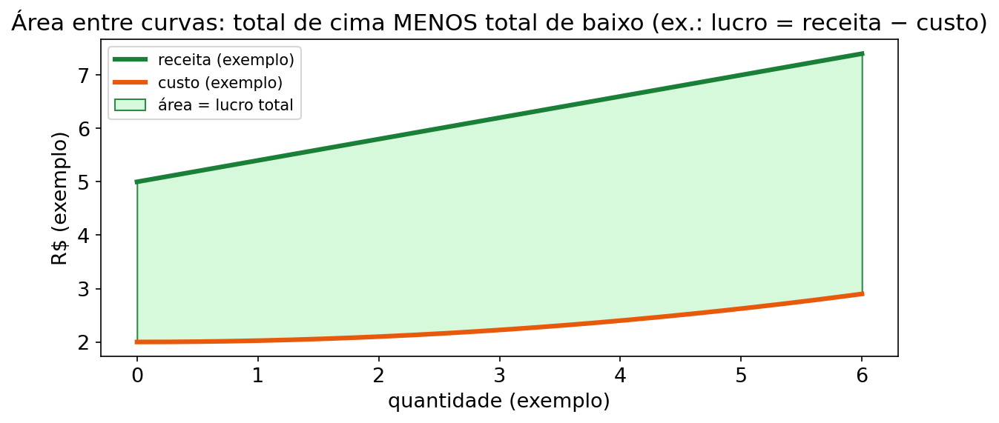 Área entre curvas: total de cima MENOS total de baixo (ex.: lucro = receita − custo)
receita (exemplo)
custo (exemplo)
área = lucro total
R$ (exemplo)
7
6
5
4
3
2
0 1 2 3 4 5 6
quantidade (exemplo)